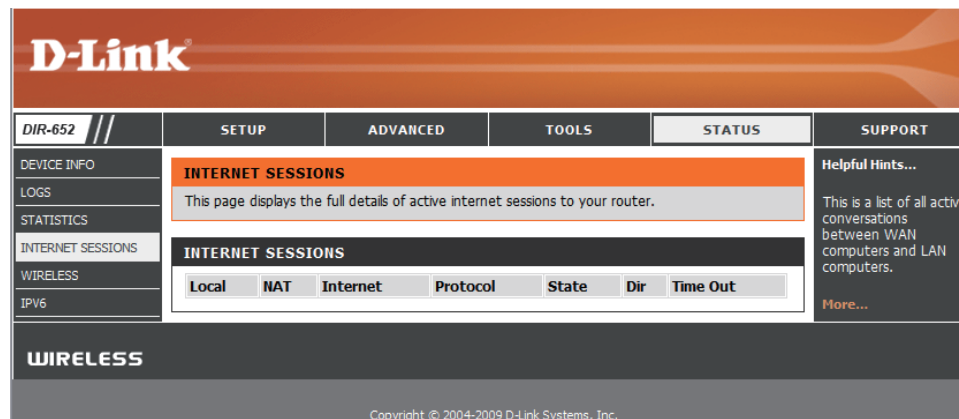 D-Link
DIR-652 // SETUP ADVANCED TOOLS STATUS SUPPORT
DEVICE INFO
LOGS
STATISTICS
INTERNET SESSIONS
WIRELESS
IPV6
INTERNET SESSIONS
This page displays the full details of active internet sessions to your router.
INTERNET SESSIONS
Local NAT Internet Protocol State Dir Time Out
Helpful Hints...
This is a list of all activ
conversations
between WAN
computers and LAN
computers.
More...
WIRELESS
Copyright © 2004-2009 D-Link Systems, Inc.